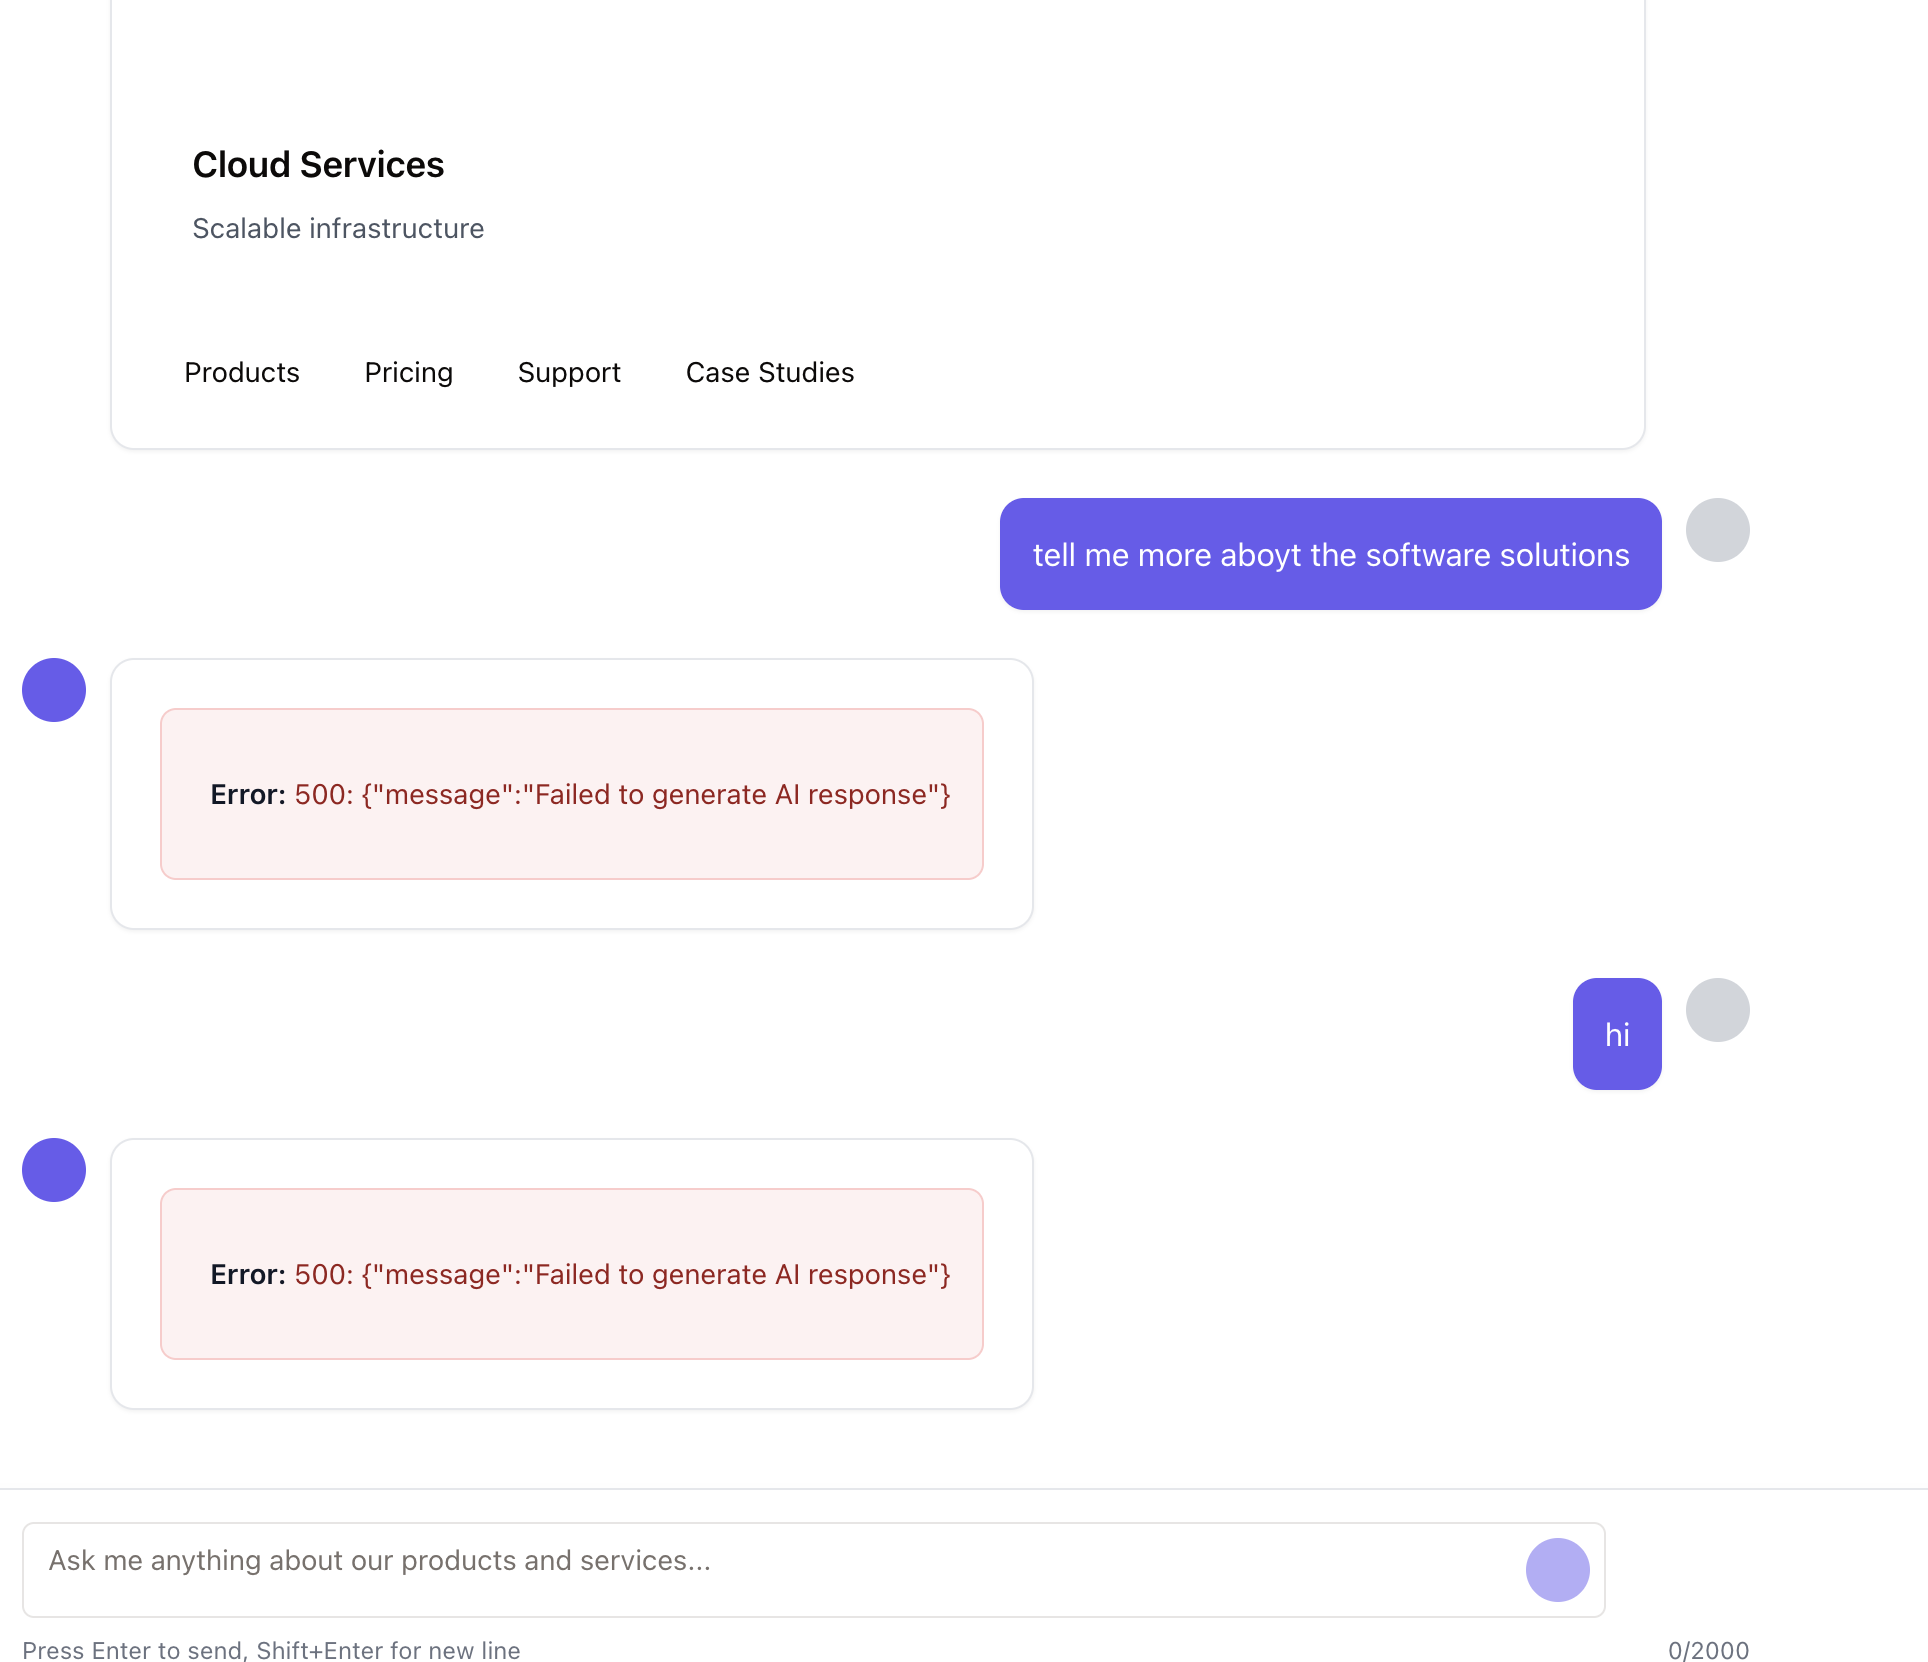 Cloud Services
Scalable infrastructure
Products Pricing Support Case Studies
tell me more aboyt the software solutions
Error: 500: {"message":"Failed to generate AI response"}
hi
Error: 500: {"message":"Failed to generate AI response"}
Ask me anything about our products and services...
Press Enter to send, Shift+Enter for new line 0/2000